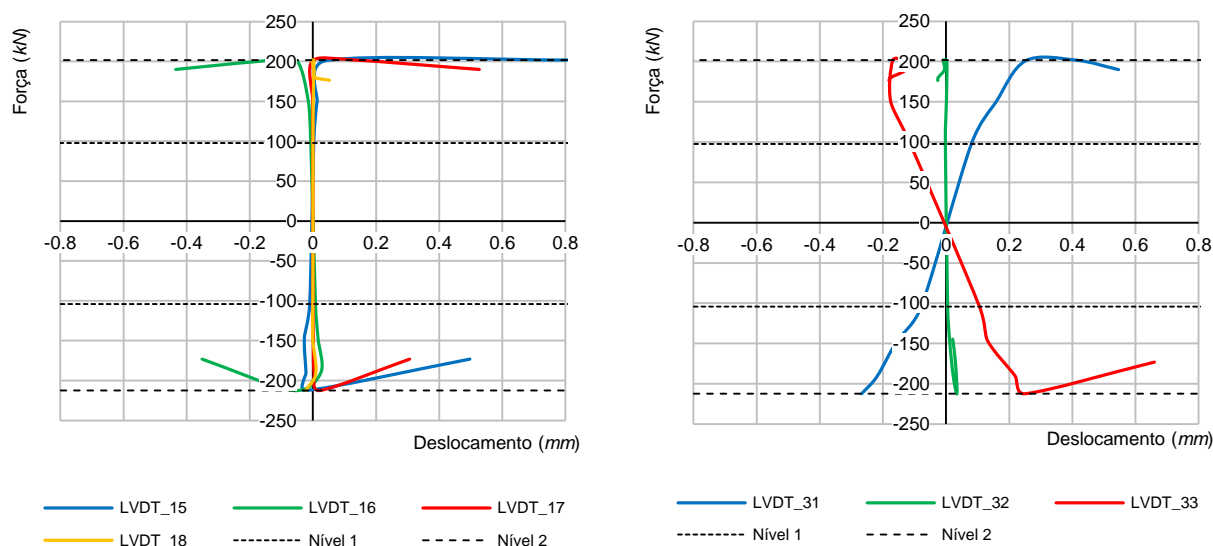 Força (kN)
250
200
150
100
50
0
-50
-100
-150
-200
-250
-0.8 -0.6 -0.4 -0.2 0 0.2 0.4 0.6 0.8
Deslocamento (mm)
LVDT_15 LVDT_16 LVDT_17
LVDT_18 Nível 1 Nível 2
Força (kN)
250
200
150
100
50
0
-50
-100
-150
-200
-250
-0.8 -0.6 -0.4 -0.2 0 0.2 0.4 0.6 0.8
Deslocamento (mm)
LVDT_31 LVDT_32 LVDT_33
Nível 1 Nível 2